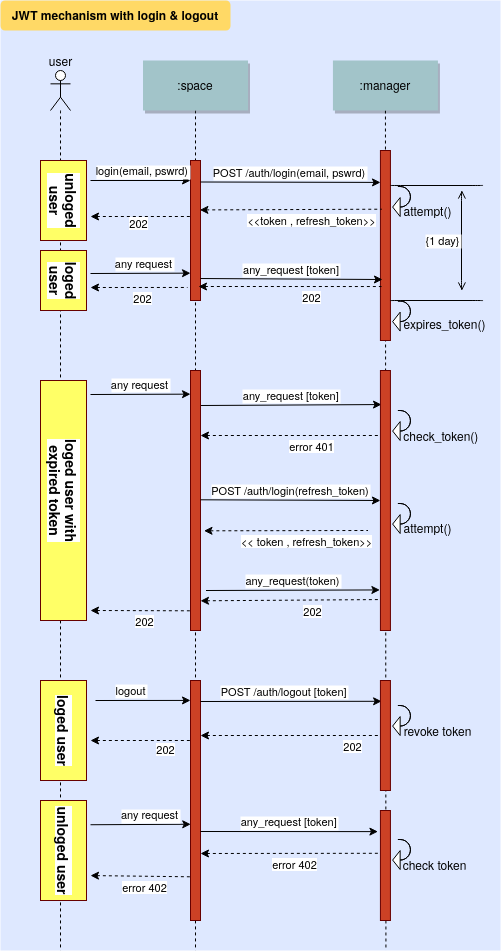 JWT mechanism with login & logout
user
:space
:manager
unloged
user
login(email, pswrd)
POST /auth/login(email, pswrd)
attempt()
<<token , refresh_token>>
202
{1 day}
loged
user
any request
any_request [token]
202
202
expires_token()
loged user with
expired token
any request
any_request [token]
check_token()
error 401
POST /auth/login(refresh_token)
attempt()
<< token , refresh_token>>
any_request(token)
202
202
loged user
logout
POST /auth/logout [token]
revoke token
202
202
unloged user
any request
any_request [token]
check token
error 402
error 402